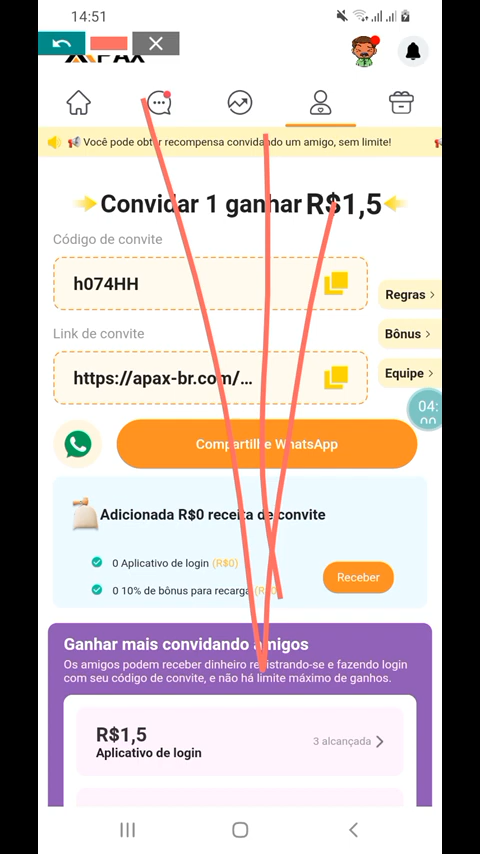 14:51
APAX
Você pode obter recompensa convidando um amigo, sem limite!
Convidar 1 ganhar R$1,5
Código de convite
h074HH
Regras
Link de convite
Bônus
https://apax-br.com/...
Equipe
04:
00
Compartilhe WhatsApp
Adicionada R$0 receita de convite
0 Aplicativo de login (R$0)
0 10% de bônus para recarga (R$0)
Receber
Ganhar mais convidando amigos
Os amigos podem receber dinheiro registrando-se e fazendo login
com seu código de convite, e não há limite máximo de ganhos.
R$1,5
Aplicativo de login
3 alcançada